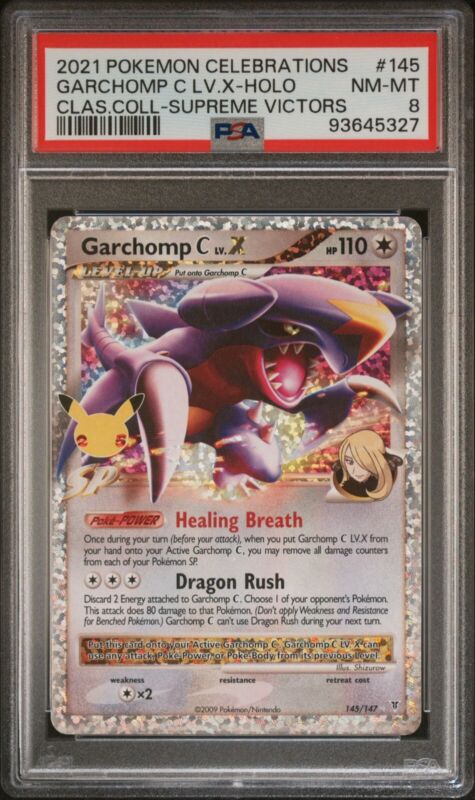 2021 POKEMON CELEBRATIONS #145
GARCHOMP C LV.X-HOLO NM-MT
CLAS.COLL-SUPREME VICTORS 8
PSA 93645327
Garchomp C LV.X HP 110
LEVEL-UP Put onto Garchomp C
25
SP
Poké-POWER Healing Breath
Once during your turn (before your attack), when you put Garchomp C LV.X from
your hand onto your Active Garchomp C, you may remove all damage counters
from each of your Pokémon SP.
Dragon Rush
Discard 2 Energy attached to Garchomp C. Choose 1 of your opponent's Pokémon.
This attack does 80 damage to that Pokémon. (Don't apply Weakness and Resistance
for Benched Pokémon.) Garchomp C can't use Dragon Rush during your next turn.
Put this card onto your Active Garchomp C. Garchomp C LV. X can
use any attack, Poké-Power, or Poké-Body from its previous Level.
Illus. Shizurow
weakness resistance retreat cost
×2
©2009 Pokémon/Nintendo 145/147